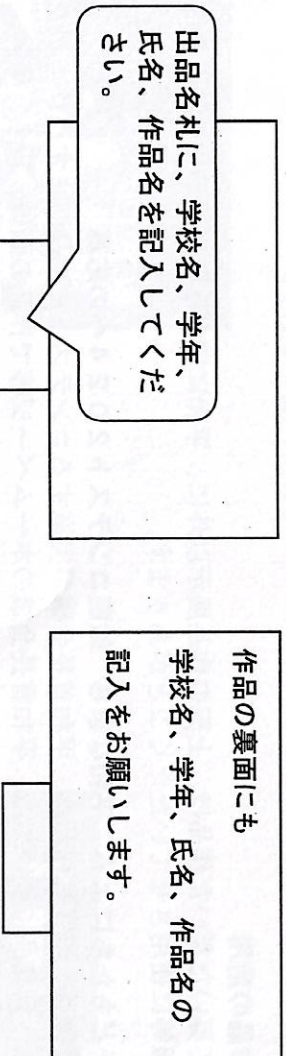 出品名札に、学校名、学年、
氏名、作品名を記入してくだ
さい。
作品の裏面にも
学校名、学年、氏名、作品名の
記入をお願いします。